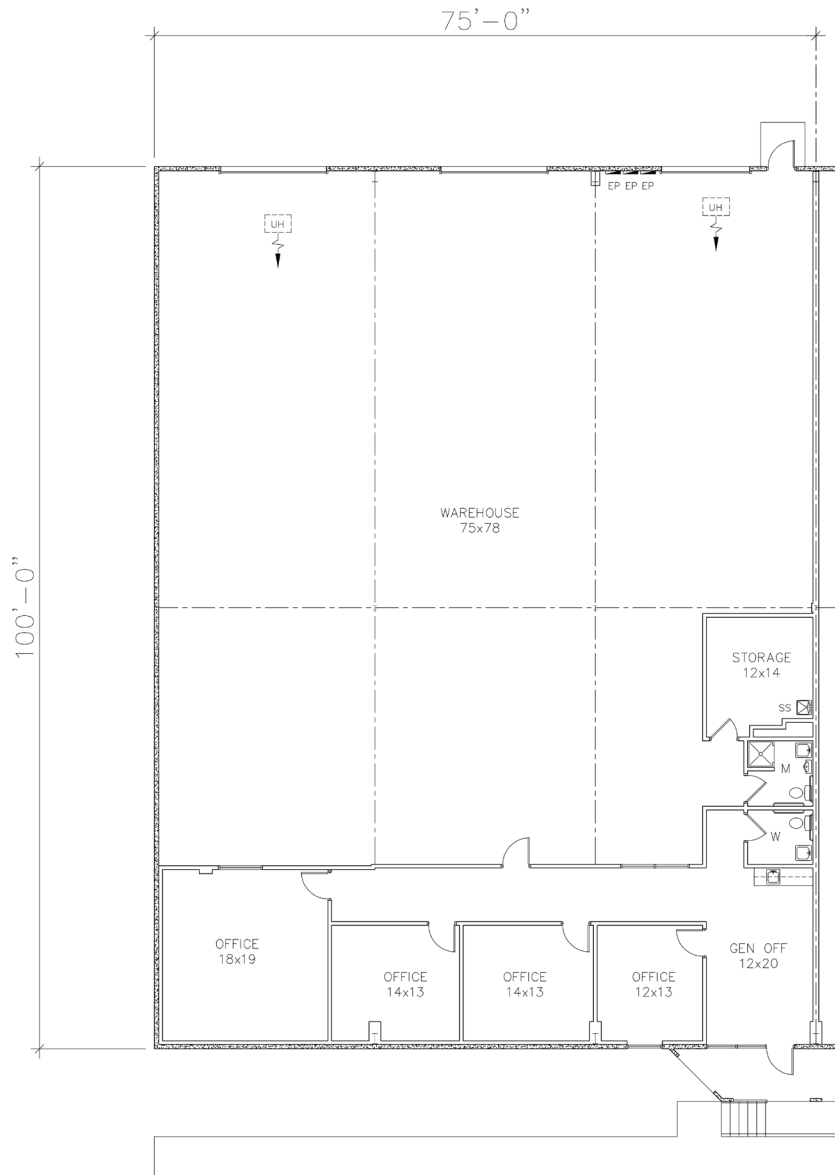 75'-0"
EP EP EP
UH
UH
100'-0"
WAREHOUSE
75x78
STORAGE
12x14
SS
M
W
OFFICE
18x19
OFFICE
14x13
OFFICE
14x13
OFFICE
12x13
GEN OFF
12x20